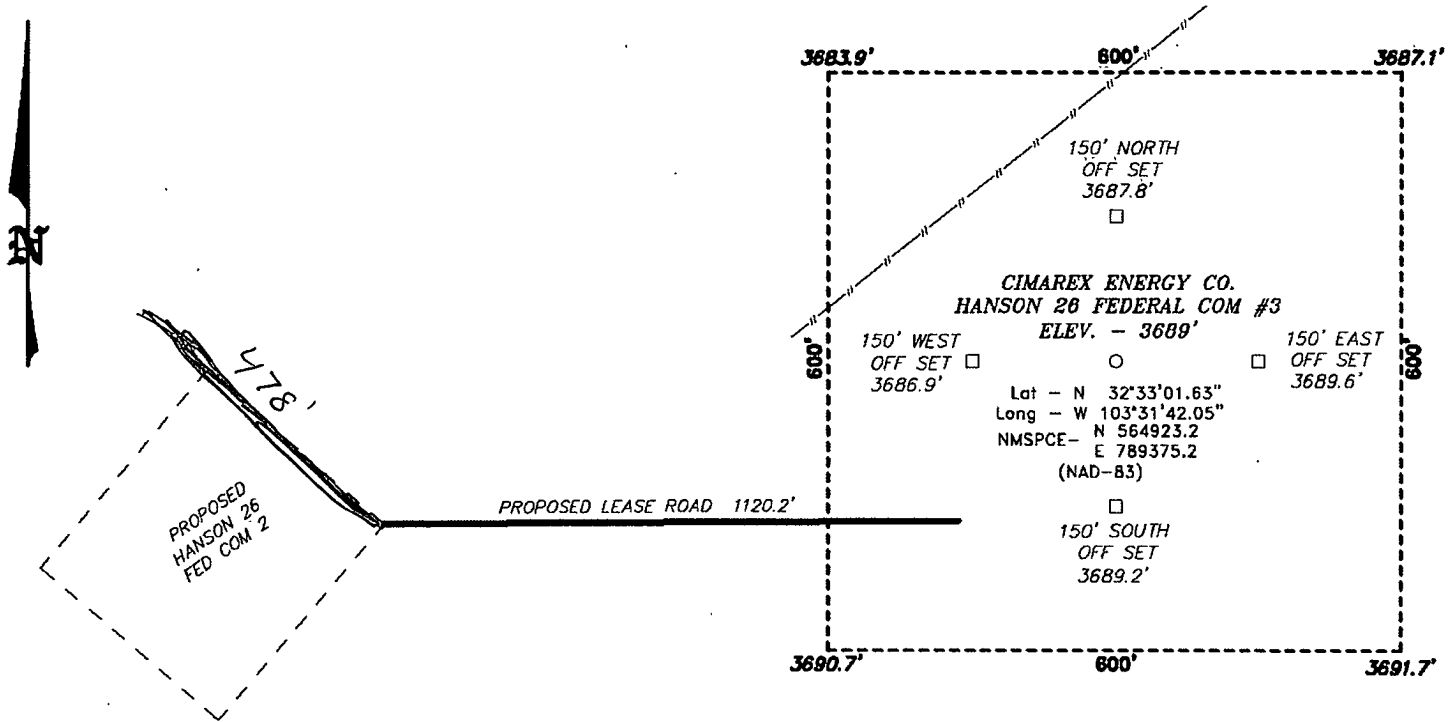 3683.9'
600'
3687.1'
150' NORTH
OFF SET
3687.8'
N
CIMAREX ENERGY CO.
HANSON 26 FEDERAL COM #3
ELEV. - 3689'
150' WEST
OFF SET
3686.9'
150' EAST
OFF SET
3689.6'
600'
600'
Lat - N 32°33'01.63"
Long - W 103°31'42.05"
NMSPCE- N 564923.2
E 789375.2
(NAD-83)
478'
PROPOSED
HANSON 26
FED COM 2
PROPOSED LEASE ROAD 1120.2'
150' SOUTH
OFF SET
3689.2'
3690.7'
600'
3691.7'